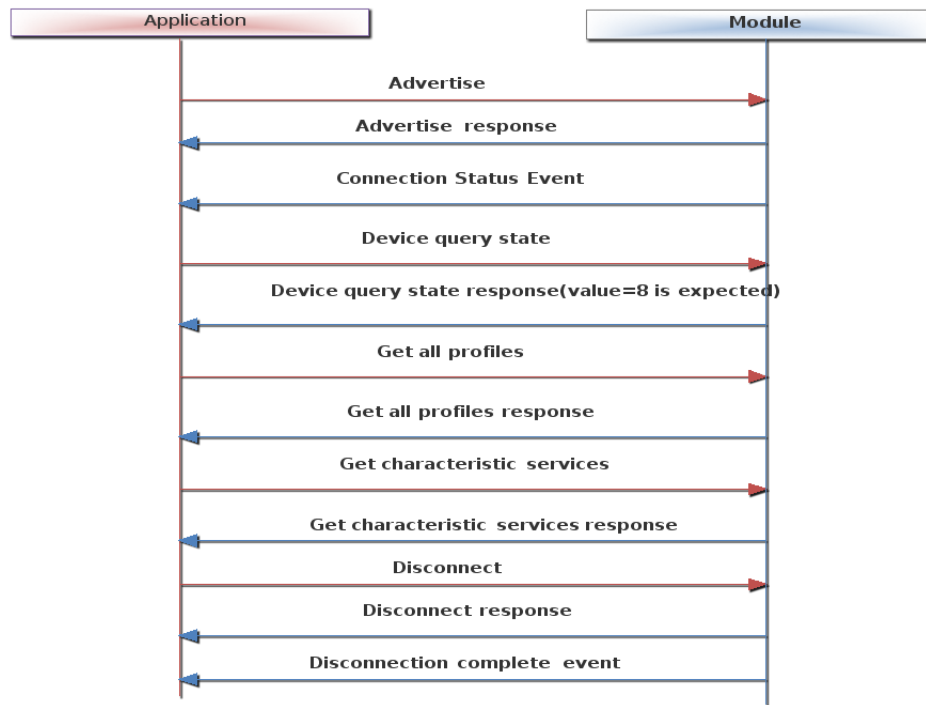 Application
Module
Advertise
Advertise response
Connection Status Event
Device query state
Device query state response(value=8 is expected)
Get all profiles
Get all profiles response
Get characteristic services
Get characteristic services response
Disconnect
Disconnect response
Disconnection complete event